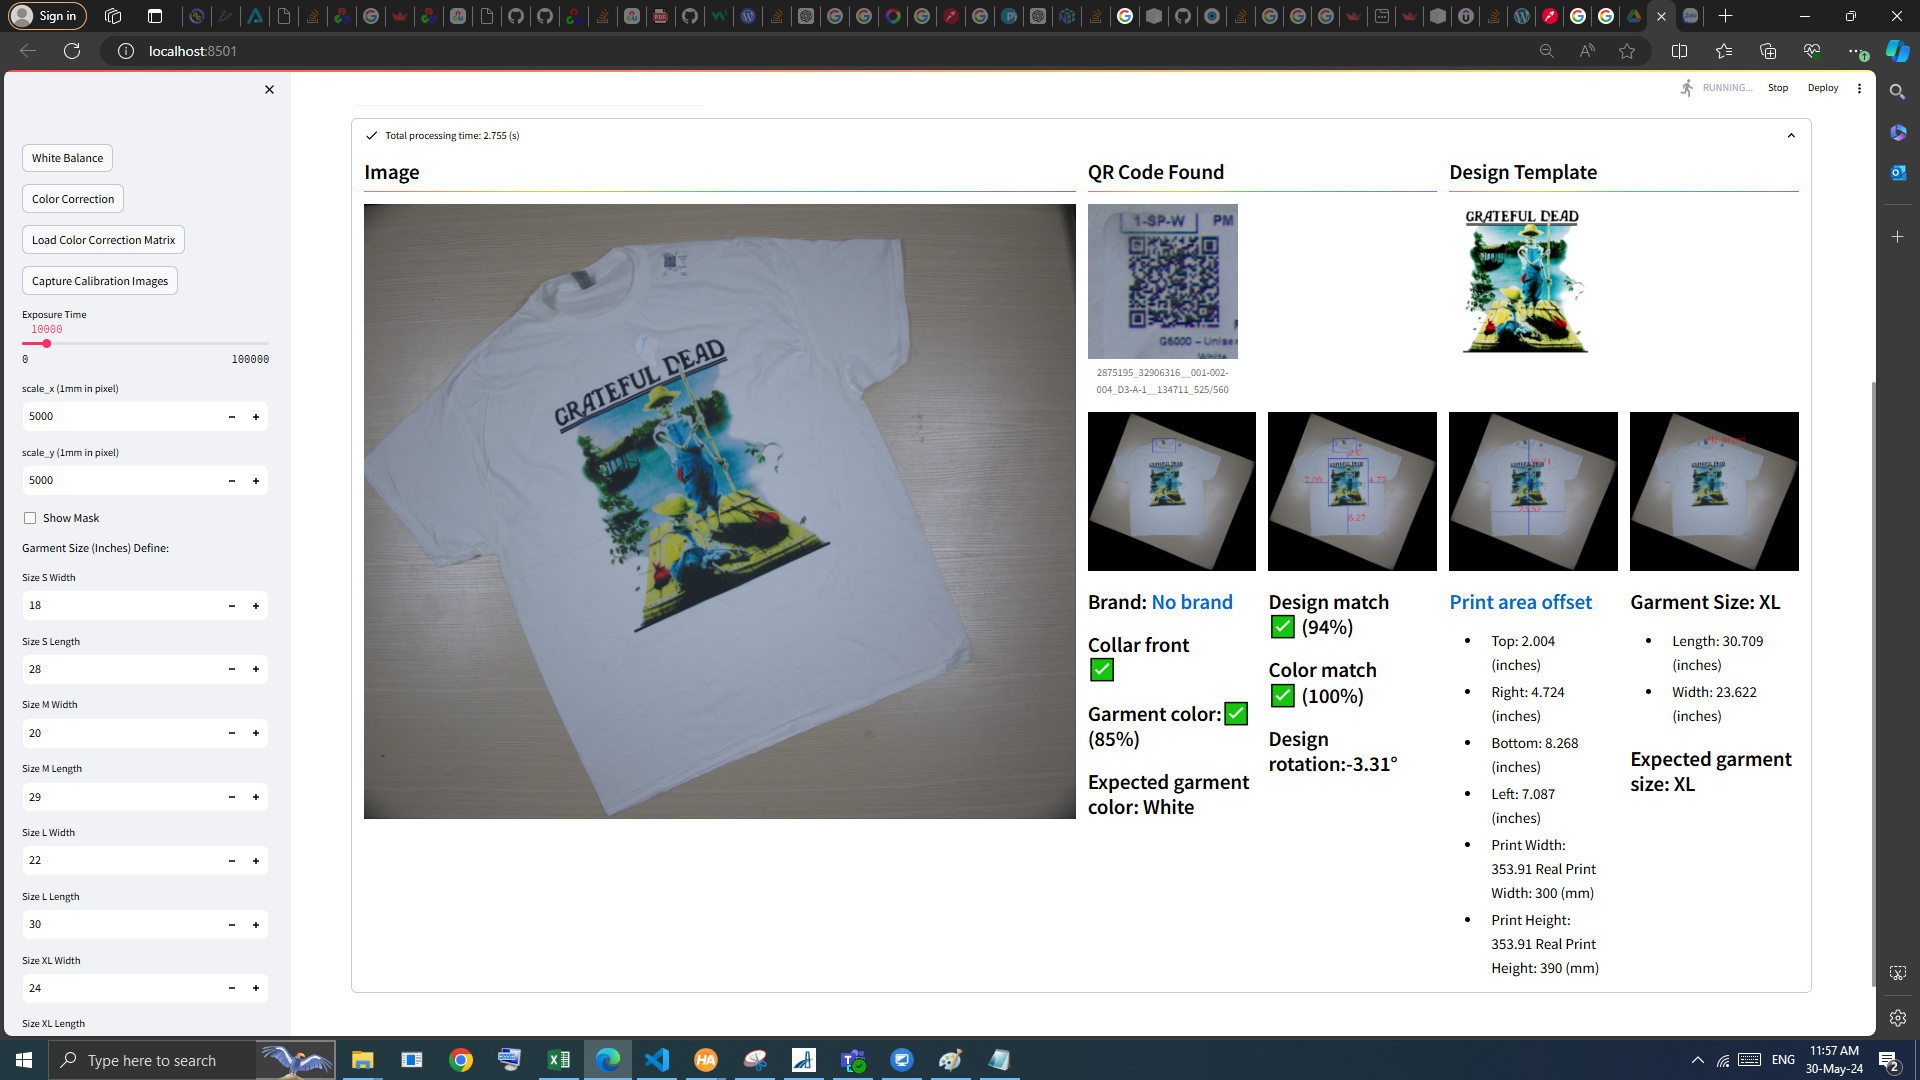 Sign in
localhost:8501
RUNNING...
Stop
Deploy
White Balance
Color Correction
Load Color Correction Matrix
Capture Calibration Images
Exposure Time
10000
0
100000
scale_x (1mm in pixel)
5000
scale_y (1mm in pixel)
5000
Show Mask
Garment Size (Inches) Define:
Size S Width
18
Size S Length
28
Size M Width
20
Size M Length
29
Size L Width
22
Size L Length
30
Size XL Width
24
Size XL Length
Total processing time: 2.755 (s)
Image
GRATEFUL DEAD
QR Code Found
1-SP-W PM
G5000 - Unisex
White
2875195_32906316__001-002-
004_D3-A-1__134711_525/560
Design Template
GRATEFUL DEAD
Brand: No brand
Collar front
Garment color:
(85%)
Expected garment
color: White
4.72
8.27
Design match
(94%)
Color match
(100%)
Design
rotation:-3.31°
23.62
Print area offset
Top: 2.004
(inches)
Right: 4.724
(inches)
Bottom: 8.268
(inches)
Left: 7.087
(inches)
Print Width:
353.91 Real Print
Width: 300 (mm)
Print Height:
353.91 Real Print
Height: 390 (mm)
Garment Size: XL
Length: 30.709
(inches)
Width: 23.622
(inches)
Expected garment
size: XL
Type here to search
ENG
11:57 AM
30-May-24
2